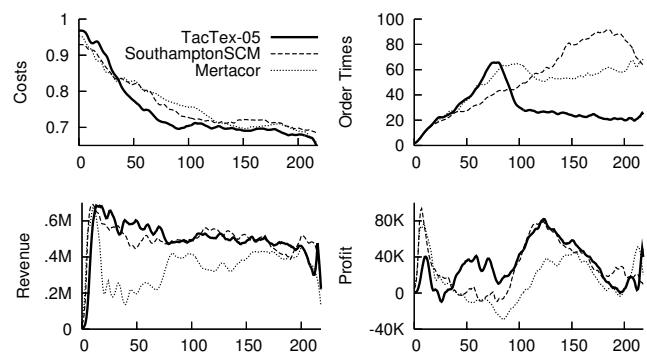 Costs
1
0.9
0.8
0.7
0 50 100 150 200
TacTex-05
SouthamptonSCM
Mertacor
Order Times
100
80
60
40
20
0
0 50 100 150 200
Revenue
.6M
.4M
.2M
0
0 50 100 150 200
Profit
80K
40K
0
-40K
0 50 100 150 200